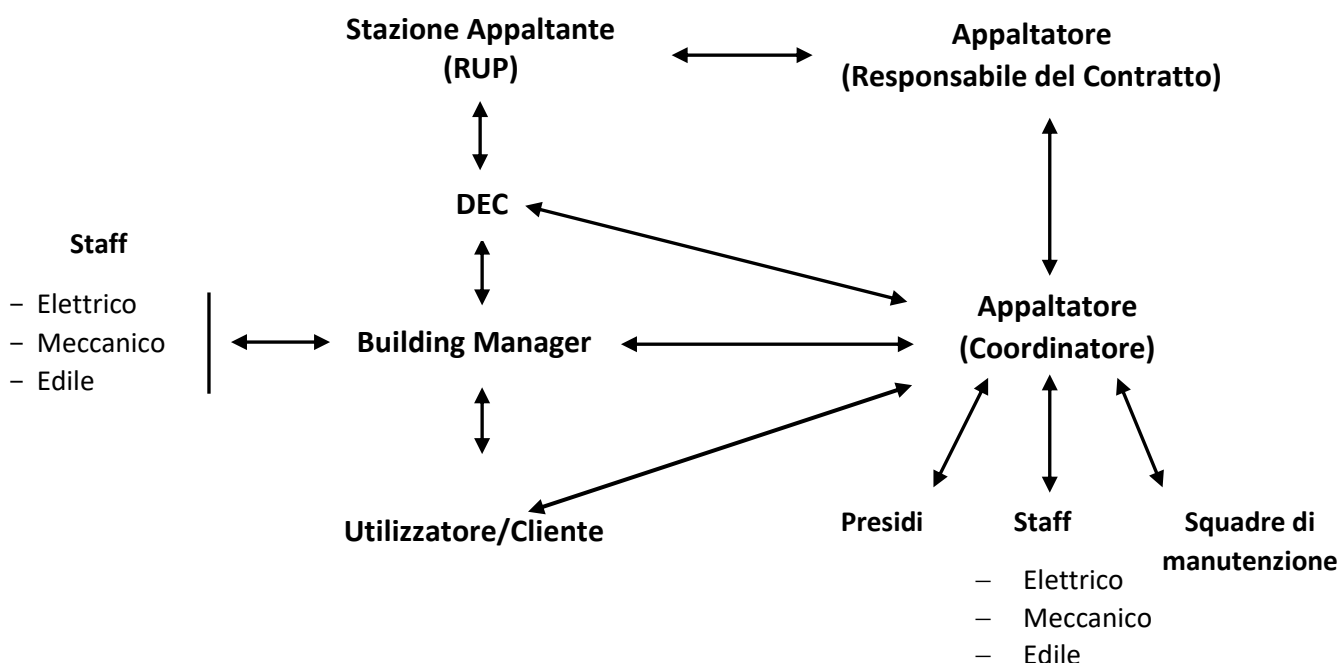 Stazione Appaltante
(RUP)
Appaltatore
(Responsabile del Contratto)
DEC
Staff
– Elettrico
– Meccanico
– Edile
Building Manager
Appaltatore
(Coordinatore)
Utilizzatore/Cliente
Presidi
Staff
– Elettrico
– Meccanico
– Edile
Squadre di
manutenzione